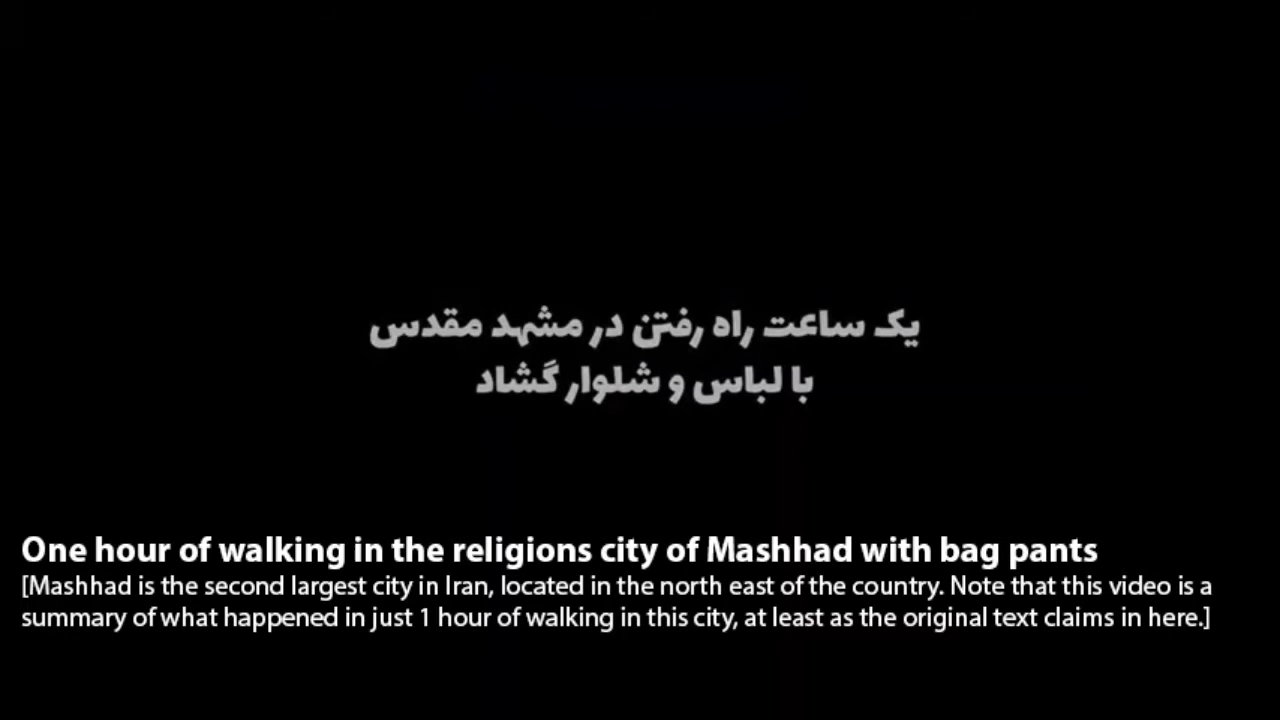 یک ساعت راه رفتن در مشهد مقدس
با لباس و شلوار گشاد
One hour of walking in the religions city of Mashhad with bag pants
[Mashhad is the second largest city in Iran, located in the north east of the country. Note that this video is a
summary of what happened in just 1 hour of walking in this city, at least as the original text claims in here.]